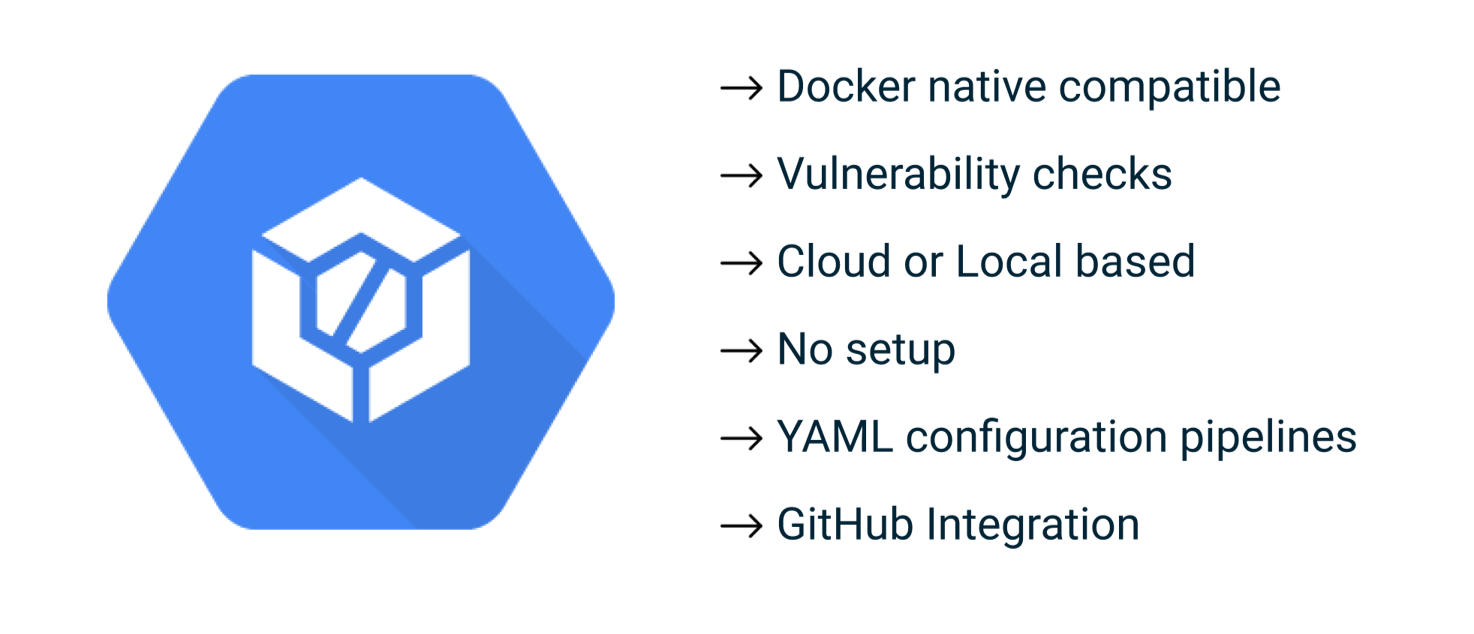 → Docker native compatible
→ Vulnerability checks
→ Cloud or Local based
→ No setup
→ YAML configuration pipelines
→ GitHub Integration